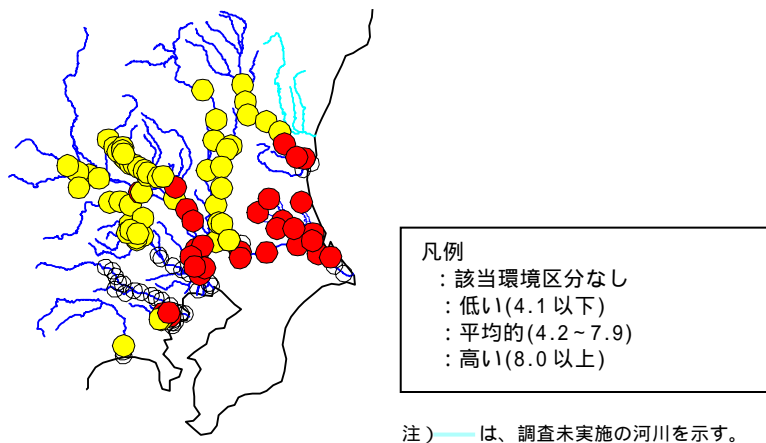 凡例
：該当環境区分なし
：低い(4.1以下)
：平均的(4.2~7.9)
：高い(8.0以上)
注）　は、調査未実施の河川を示す。